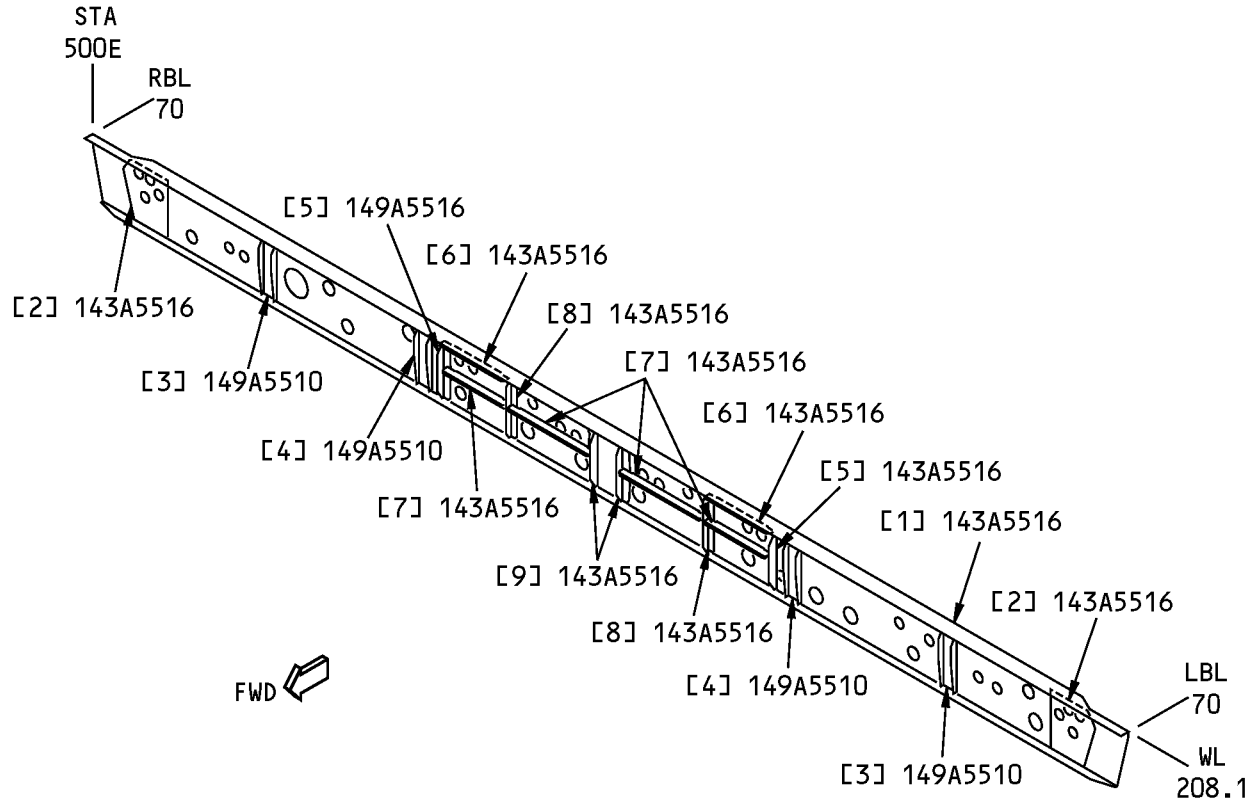 STA
500E
RBL
70
[5] 149A5516
[6] 143A5516
[2] 143A5516
[8] 143A5516
[7] 143A5516
[3] 149A5510
[6] 143A5516
[4] 149A5510
[5] 143A5516
[7] 143A5516
[1] 143A5516
[9] 143A5516
[2] 143A5516
[8] 143A5516
[4] 149A5510
LBL
70
FWD
WL
208.1
[3] 149A5510